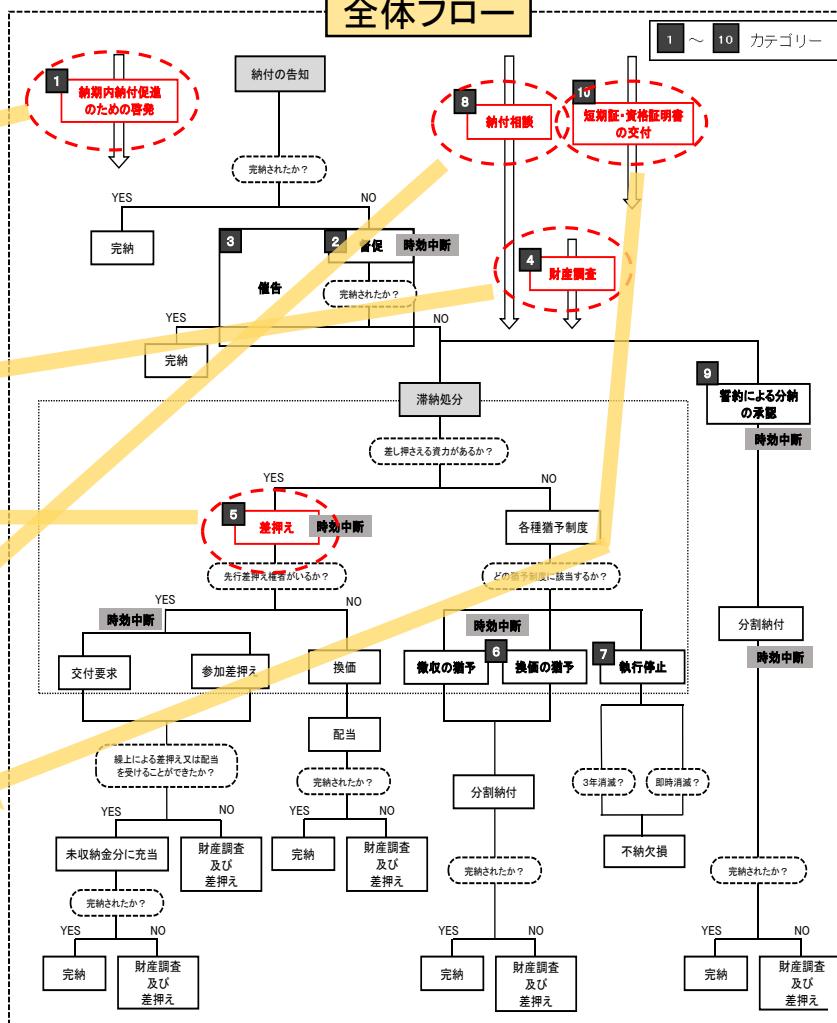 全体フロー
1 ～ 10 カテゴリー
1
納期内納付促進
のための啓発
納付の告知
8
納付相談
10
短期証・資格証明書
の交付
完納されたか？
YES
NO
完納
3
催告
2
督促
時効中断
完納されたか？
4
財産調査
YES
NO
完納
滞納処分
9
誓約による分納
の承認
時効中断
差し押さえる資力があるか？
YES
NO
5
差押え
時効中断
各種猶予制度
先行差押え権者がいるか？
どの猶予制度に該当するか？
YES
NO
時効中断
時効中断
交付要求
参加差押え
換価
徴収の猶予
6
換価の猶予
7
執行停止
分割納付
時効中断
配当
繰上による差押え又は配当
を受けることができたか？
完納されたか？
分割納付
3年消滅？
即時消滅？
YES
NO
YES
NO
未収納金分に充当
財産調査
及び
差押え
完納
財産調査
及び
差押え
不納欠損
完納されたか？
完納されたか？
完納されたか？
YES
NO
YES
NO
YES
NO
完納
財産調査
及び
差押え
完納
財産調査
及び
差押え
完納
財産調査
及び
差押え